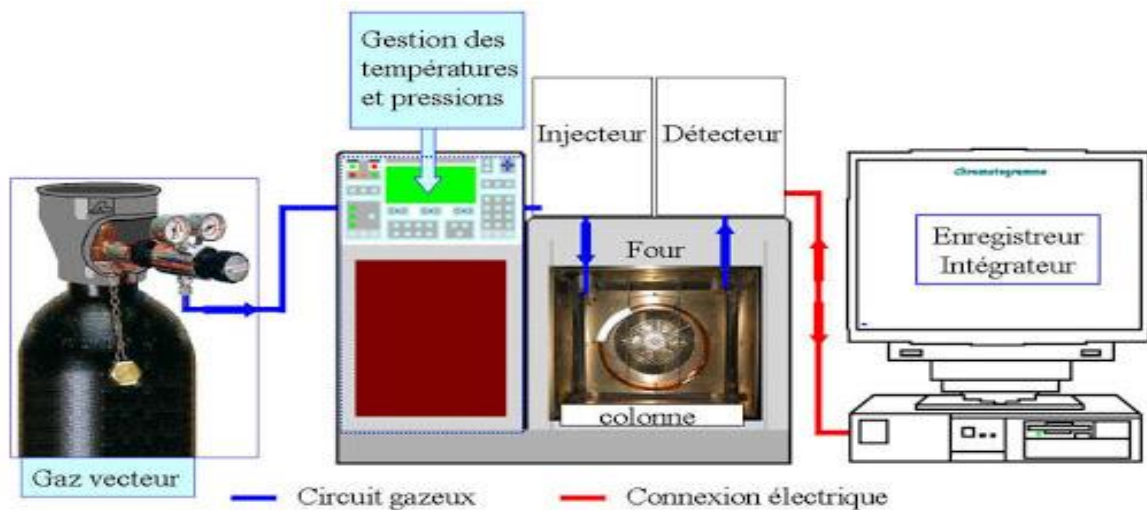 Gestion des
températures
et pressions
Injecteur
Détecteur
Chromatogramme
Four
Enregistreur
Intégrateur
colonne
Gaz vecteur
Circuit gazeux
Connexion électrique